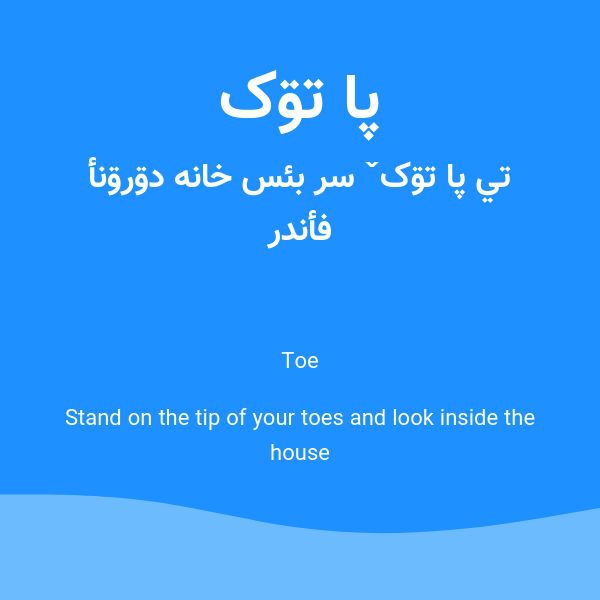 پا تۊک
تي پا تۊکˇ سر بئس خانه دۊرۊنأ
فأندر
Toe
Stand on the tip of your toes and look inside the
house